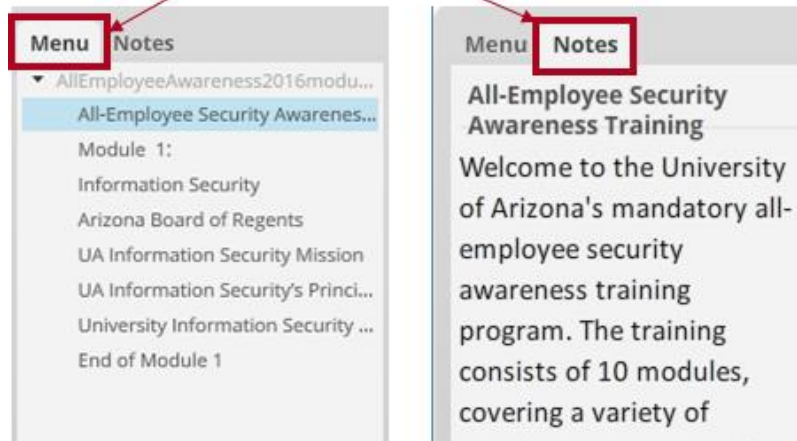 Menu Notes
AllEmployeeAwareness2016modu...
All-Employee Security Awarenes...
Module 1:
Information Security
Arizona Board of Regents
UA Information Security Mission
UA Information Security's Princi...
University Information Security ...
End of Module 1
Menu Notes
All-Employee Security
Awareness Training
Welcome to the University
of Arizona's mandatory all-
employee security
awareness training
program. The training
consists of 10 modules,
covering a variety of